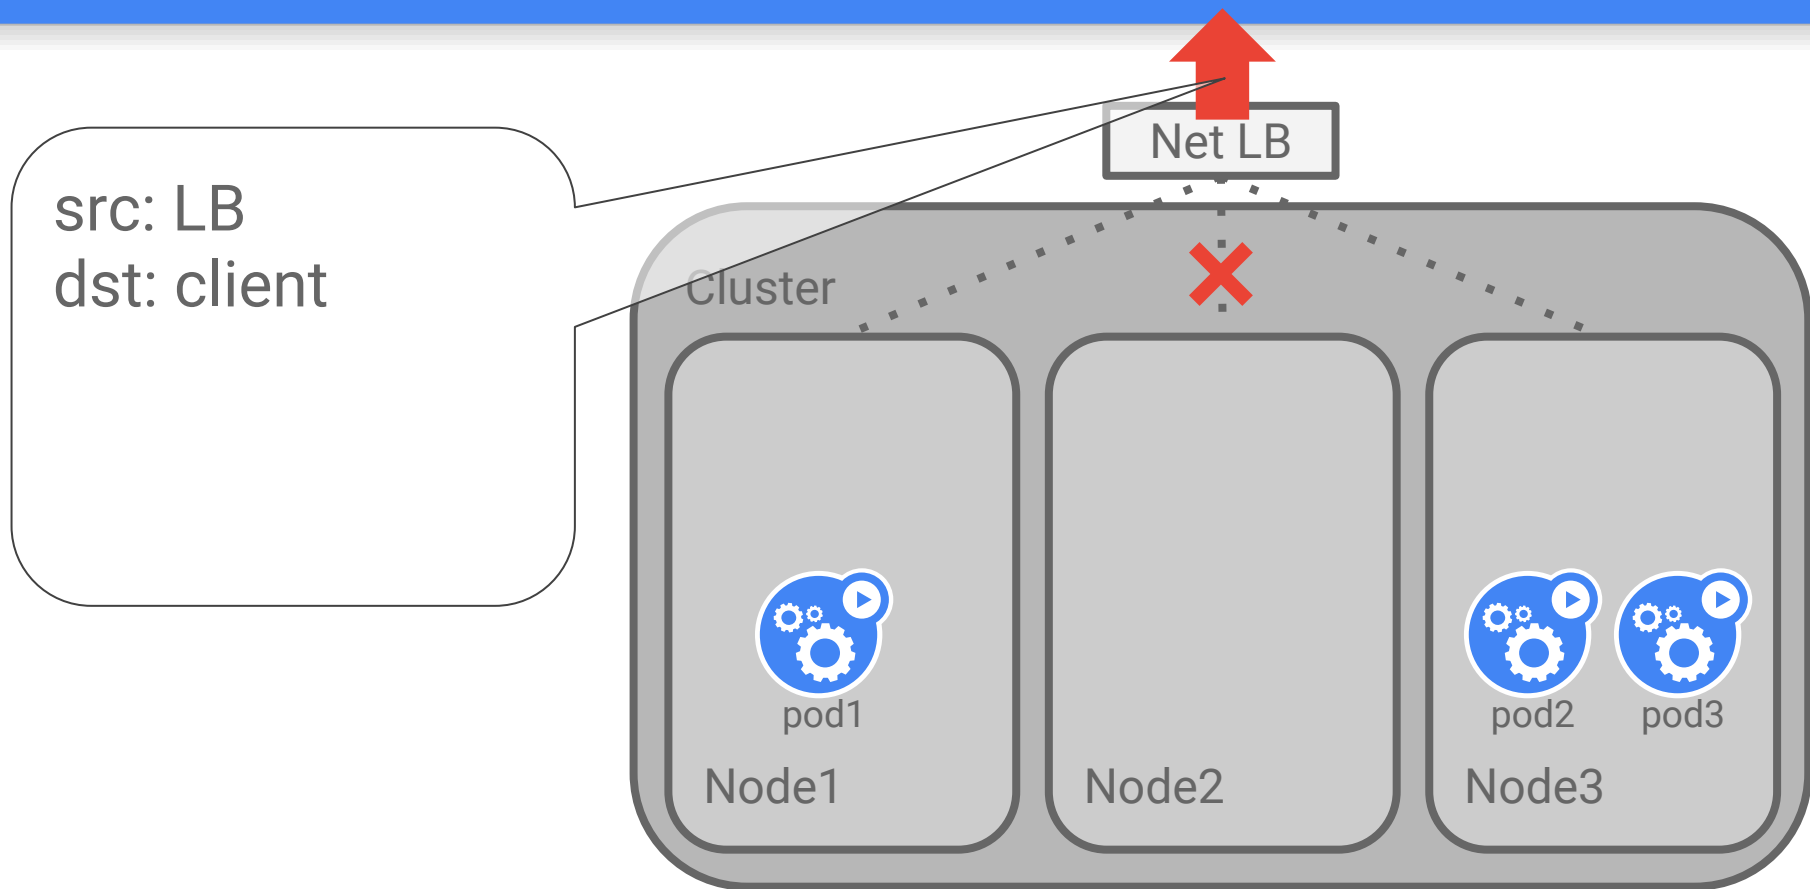 src: LB
dst: client
Net LB
Cluster
pod1
pod2
pod3
Node1
Node2
Node3